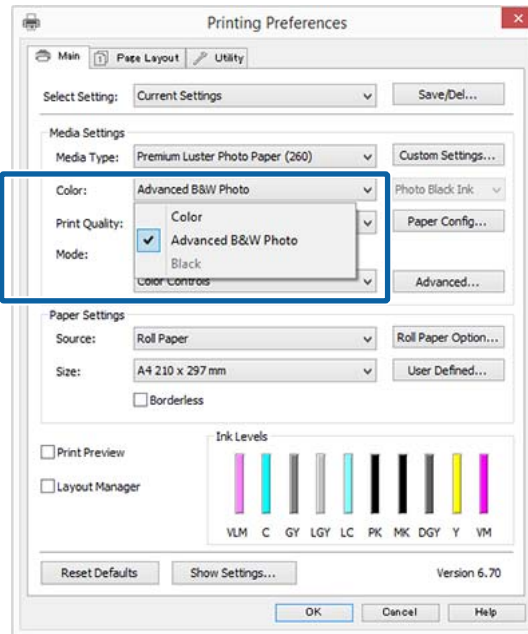 Printing Preferences
Main Page Layout Utility
Select Setting: Current Settings Save/Del...
Media Settings
Media Type: Premium Luster Photo Paper (260) Custom Settings...
Color: Advanced B&W Photo Photo Black Ink
Color
Print Quality: Paper Config...
Advanced B&W Photo
Mode:
Black
Color Controls Advanced...
Paper Settings
Source: Roll Paper Roll Paper Option...
Size: A4 210 x 297 mm User Defined...
Borderless
Ink Levels
Print Preview
Layout Manager
VLM C GY LGY LC PK MK DGY Y VM
Reset Defaults Show Settings... Version 6.70
OK Cancel Help